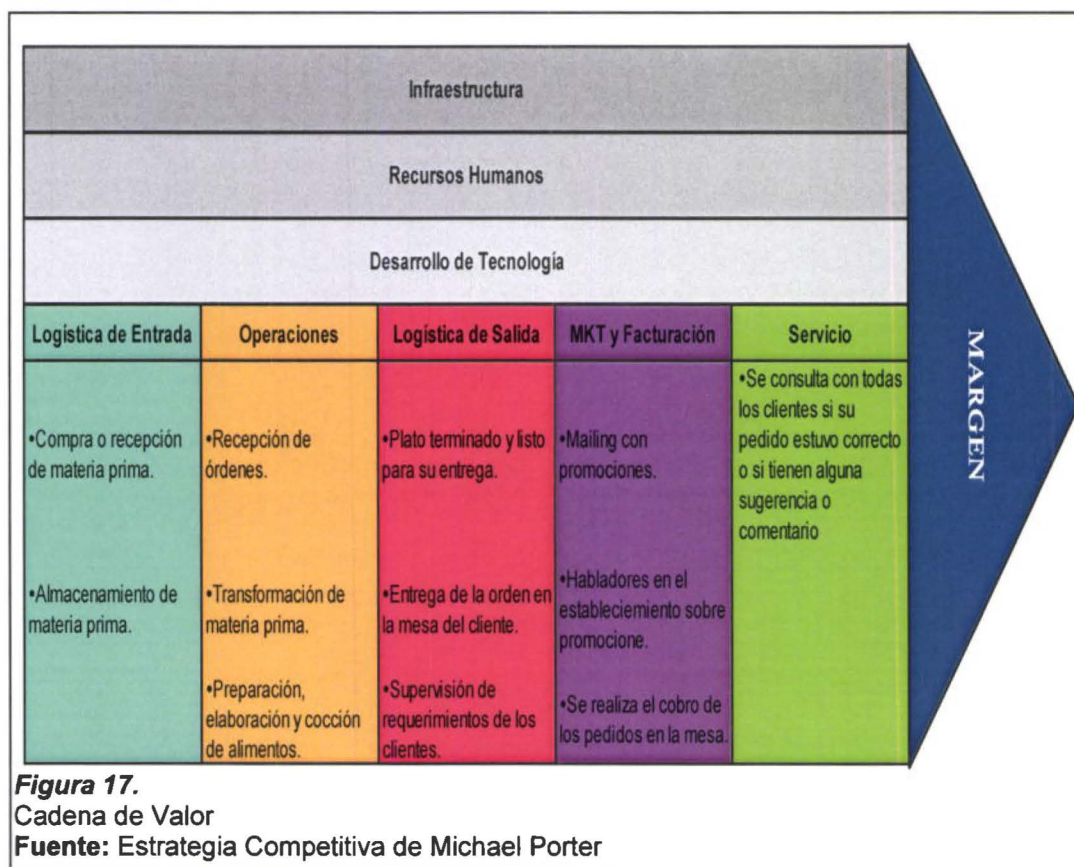 Infraestructura
Recursos Humanos
Desarrollo de Tecnología
Logística de Entrada
•Compra o recepción
de materia prima.
•Almacenamiento de
materia prima.
Operaciones
•Recepción de
órdenes.
•Transformación de
materia prima.
•Preparación,
elaboración y cocción
de alimentos.
Logística de Salida
•Plato terminado y listo
para su entrega.
•Entrega de la orden en
la mesa del cliente.
•Supervisión de
requerimientos de los
clientes.
MKT y Facturación
•Mailing con
promociones.
•Habladores en el
estableciemiento sobre
promocione.
•Se realiza el cobro de
los pedidos en la mesa.
Servicio
•Se consulta con todas
los clientes si su
pedido estuvo correcto
o si tienen alguna
sugerencia o
comentario
MARGEN
Figura 17.
Cadena de Valor
Fuente: Estrategia Competitiva de Michael Porter